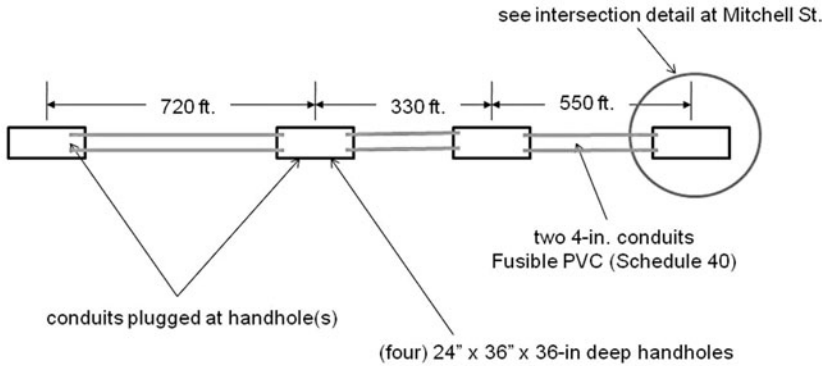 see intersection detail at Mitchell St.
720 ft.
330 ft.
550 ft.
two 4-in. conduits
Fusible PVC (Schedule 40)
conduits plugged at handhole(s)
(four) 24” x 36” x 36-in deep handholes